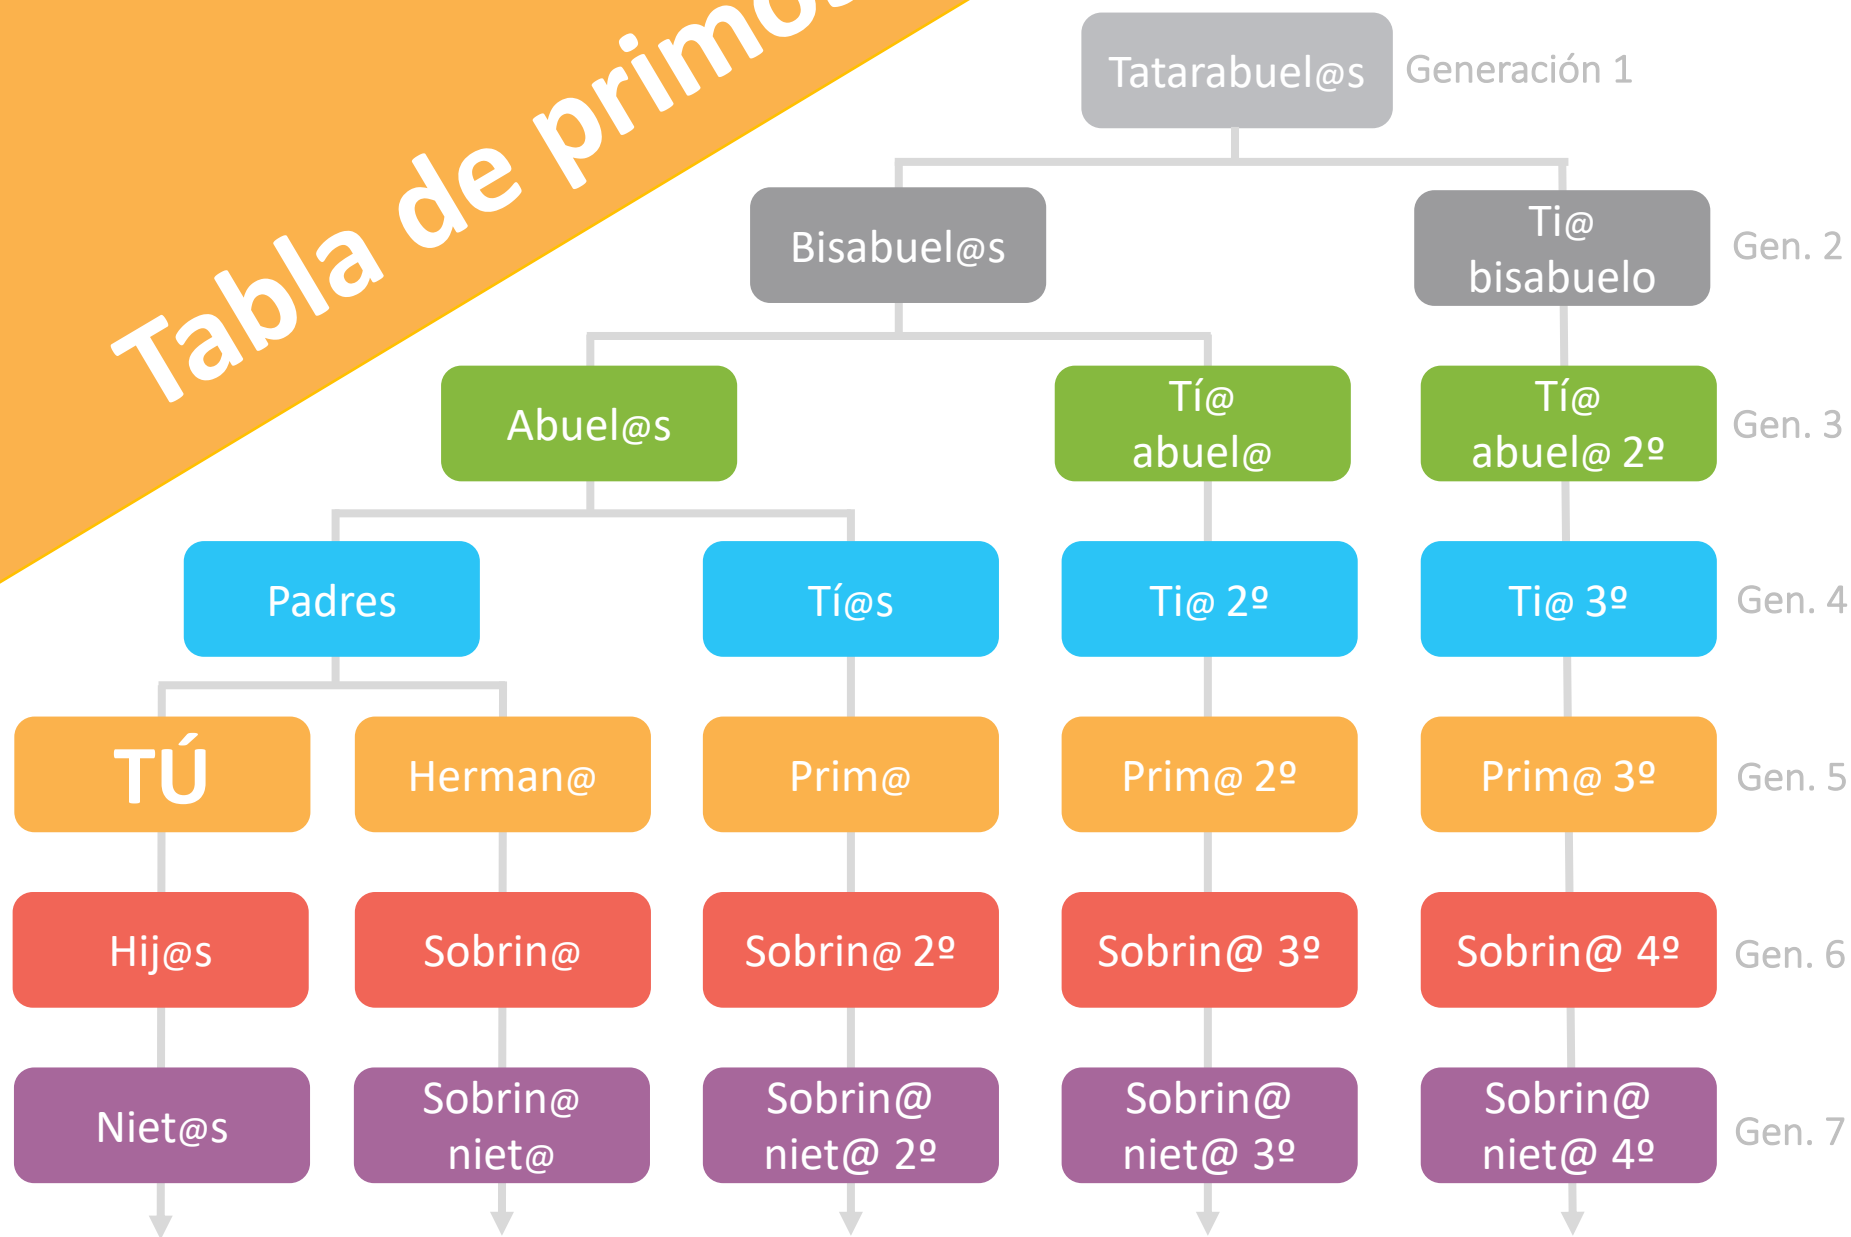 Tabla de primos
Tatarabuel@s
Generación 1
Bisabuel@s
Ti@
bisabuelo
Gen. 2
Abuel@s
Tí@
abuel@
Tí@
abuel@ 2º
Gen. 3
Padres
Tí@s
Ti@ 2º
Ti@ 3º
Gen. 4
TÚ
Herman@
Prim@
Prim@ 2º
Prim@ 3º
Gen. 5
Hij@s
Sobrin@
Sobrin@ 2º
Sobrin@ 3º
Sobrin@ 4º
Gen. 6
Niet@s
Sobrin@
niet@
Sobrin@
niet@ 2º
Sobrin@
niet@ 3º
Sobrin@
niet@ 4º
Gen. 7